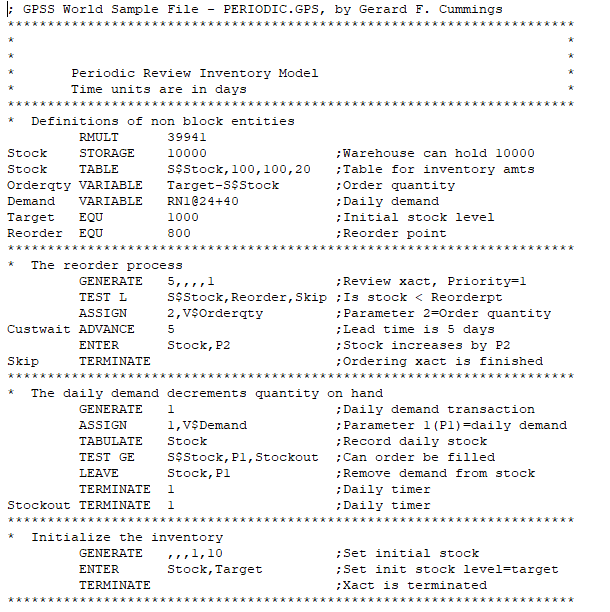 ; GPSS World Sample File - PERIODIC.GPS, by Gerard F. Cummings
***********************************************************************
*                                                                     *
*                                                                     *
*       Periodic Review Inventory Model                               *
*       Time units are in days                                        *
***********************************************************************
*  Definitions of non block entities
         RMULT      39941
Stock    STORAGE    10000                ;Warehouse can hold 10000
Stock    TABLE      S$Stock,100,100,20   ;Table for inventory amts
Orderqty VARIABLE   Target-S$Stock       ;Order quantity
Demand   VARIABLE   RN1@24+40            ;Daily demand
Target   EQU        1000                 ;Initial stock level
Reorder  EQU        800                  ;Reorder point
***********************************************************************
*  The reorder process
         GENERATE   5,,,,1               ;Review xact, Priority=1
         TEST L     S$Stock,Reorder,Skip ;Is stock < Reorderpt
         ASSIGN     2,V$Orderqty         ;Parameter 2=Order quantity
Custwait ADVANCE    5                    ;Lead time is 5 days
         ENTER      Stock,P2             ;Stock increases by P2
Skip     TERMINATE                       ;Ordering xact is finished
***********************************************************************
*  The daily demand decrements quantity on hand
         GENERATE   1                    ;Daily demand transaction
         ASSIGN     1,V$Demand           ;Parameter 1(P1)=daily demand
         TABULATE   Stock                ;Record daily stock
         TEST GE    S$Stock,P1,Stockout  ;Can order be filled
         LEAVE      Stock,P1             ;Remove demand from stock
         TERMINATE  1                    ;Daily timer
Stockout TERMINATE  1                    ;Daily timer
***********************************************************************
*  Initialize the inventory
         GENERATE   ,,,1,10              ;Set initial stock
         ENTER      Stock,Target         ;Set init stock level=target
         TERMINATE                       ;Xact is terminated
***********************************************************************